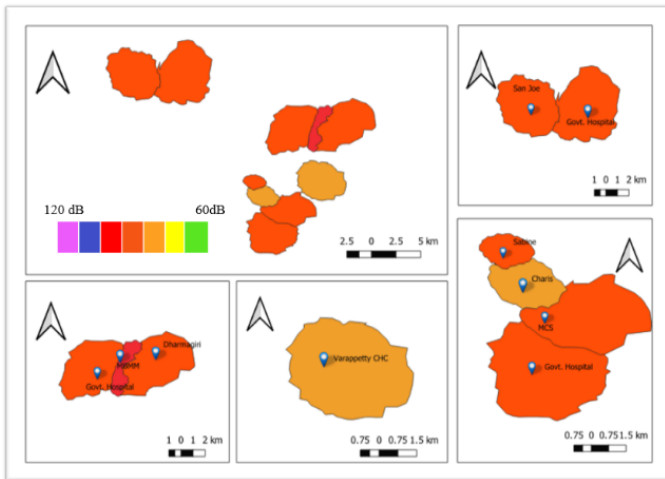 120 dB 60dB
2.5 0 2.5 5 km
San Joe
Govt. Hospital
1 0 1 2 km
MBMM
Dharmagiri
Govt. Hospital
1 0 1 2 km
Varappetty CHC
0.75 0 0.75 1.5 km
Sabine
Charis
MCS
Govt. Hospital
0.75 0 0.75 1.5 km